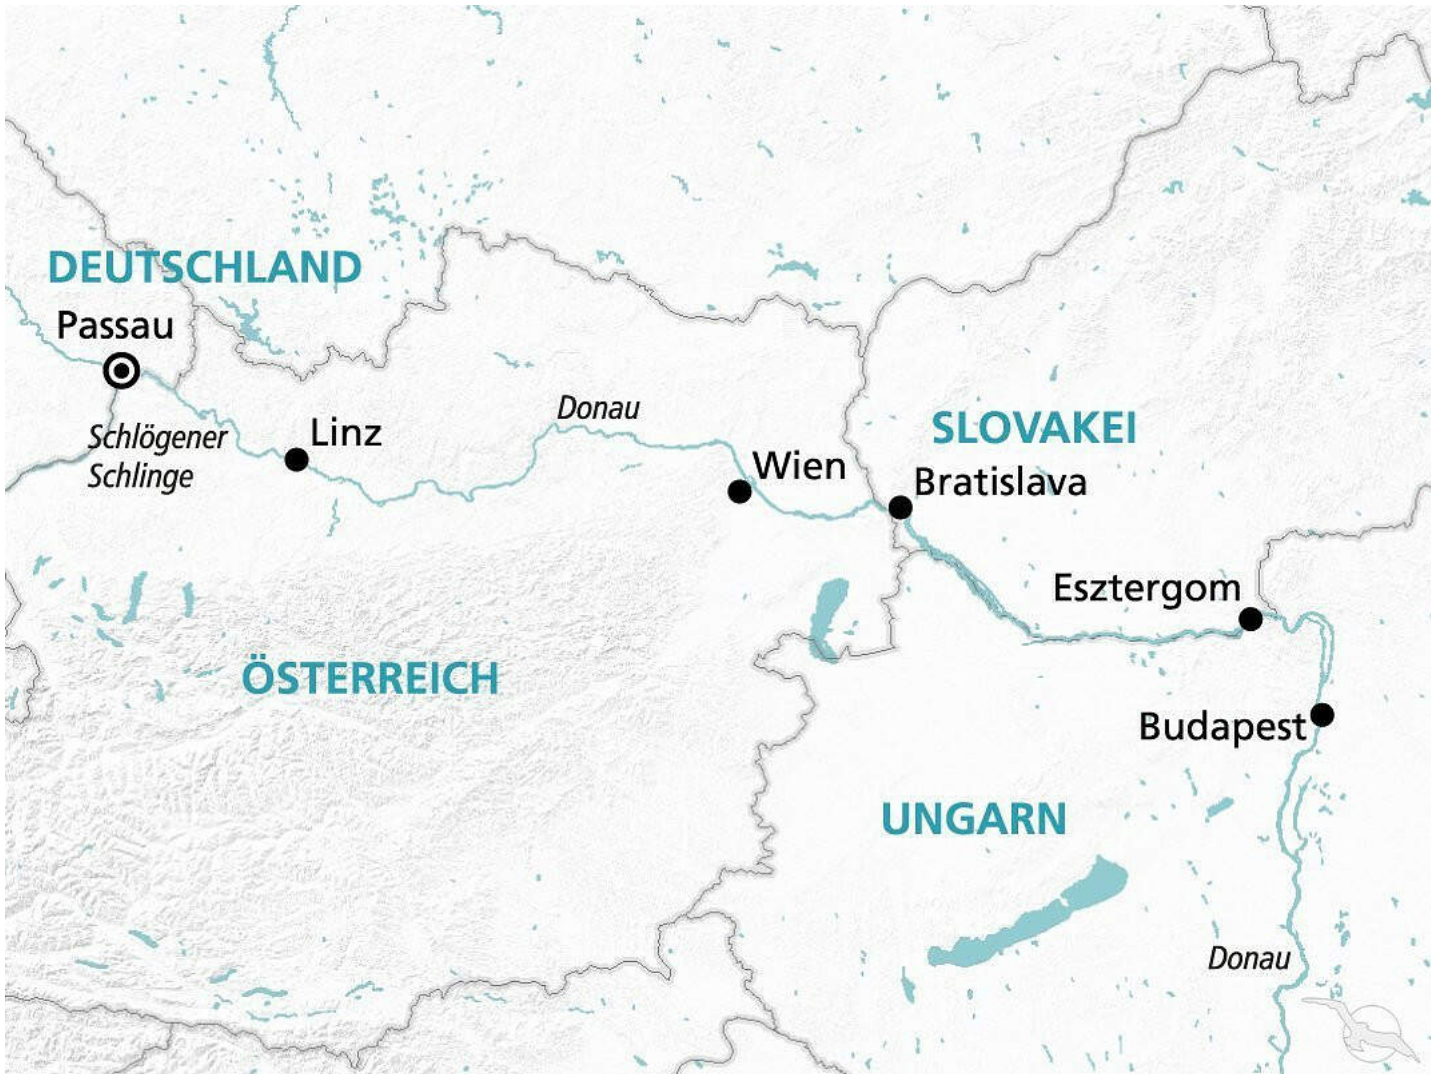 DEUTSCHLAND
Passau
Schlögener
Schlinge
Linz
Donau
Wien
SLOVAKEI
Bratislava
Esztergom
ÖSTERREICH
Budapest
UNGARN
Donau